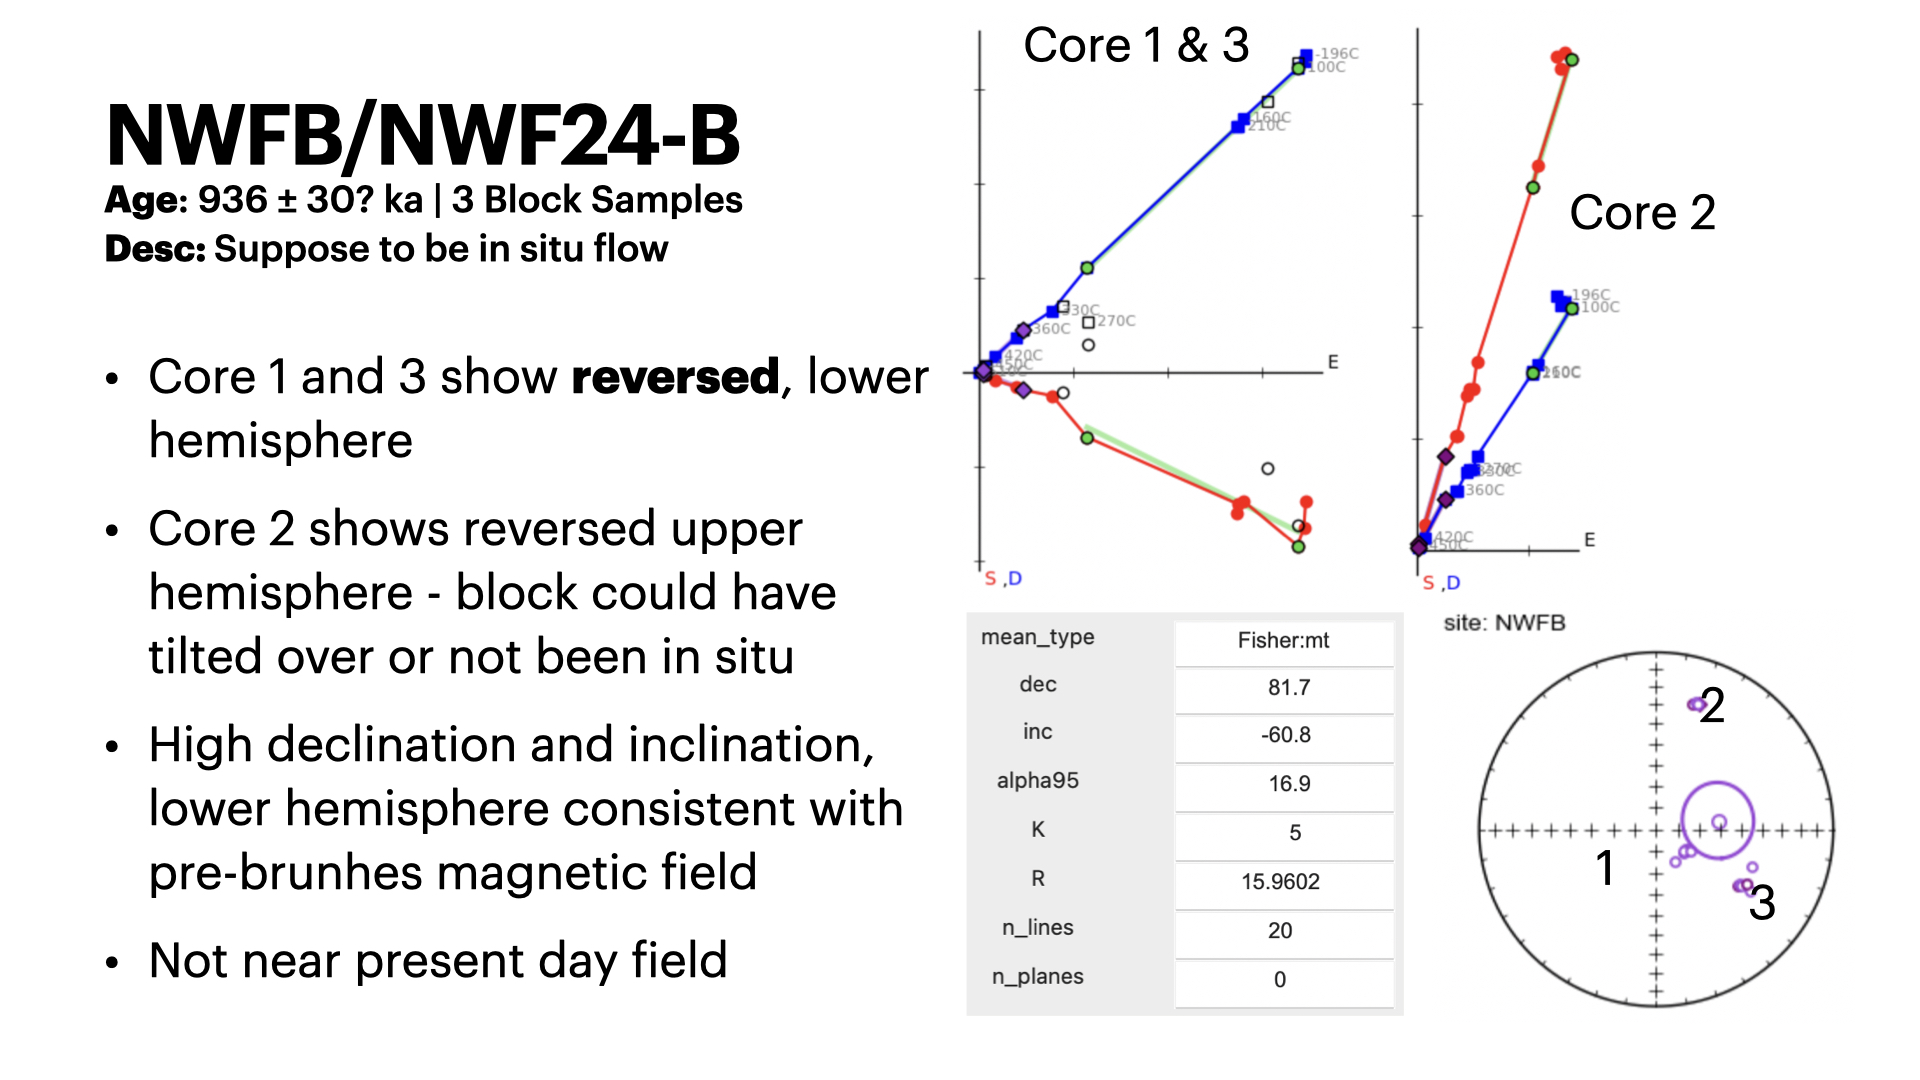 NWFB/NWF24-B
Age: 936 ± 30? ka | 3 Block Samples
Desc: Suppose to be in situ flow
• Core 1 and 3 show reversed, lower
hemisphere
• Core 2 shows reversed upper
hemisphere - block could have
tilted over or not been in situ
• High declination and inclination,
lower hemisphere consistent with
pre-brunhes magnetic field
• Not near present day field
Core 1 & 3
-196C
100C
160C
210C
330C
270C
360C
420C
450C
E
S ,D
Core 2
196C
100C
210C
270C
330C
360C
420C
450C
E
S ,D
mean_type Fisher:mt
dec 81.7
inc -60.8
alpha95 16.9
K 5
R 15.9602
n_lines 20
n_planes 0
site: NWFB
2
1
3